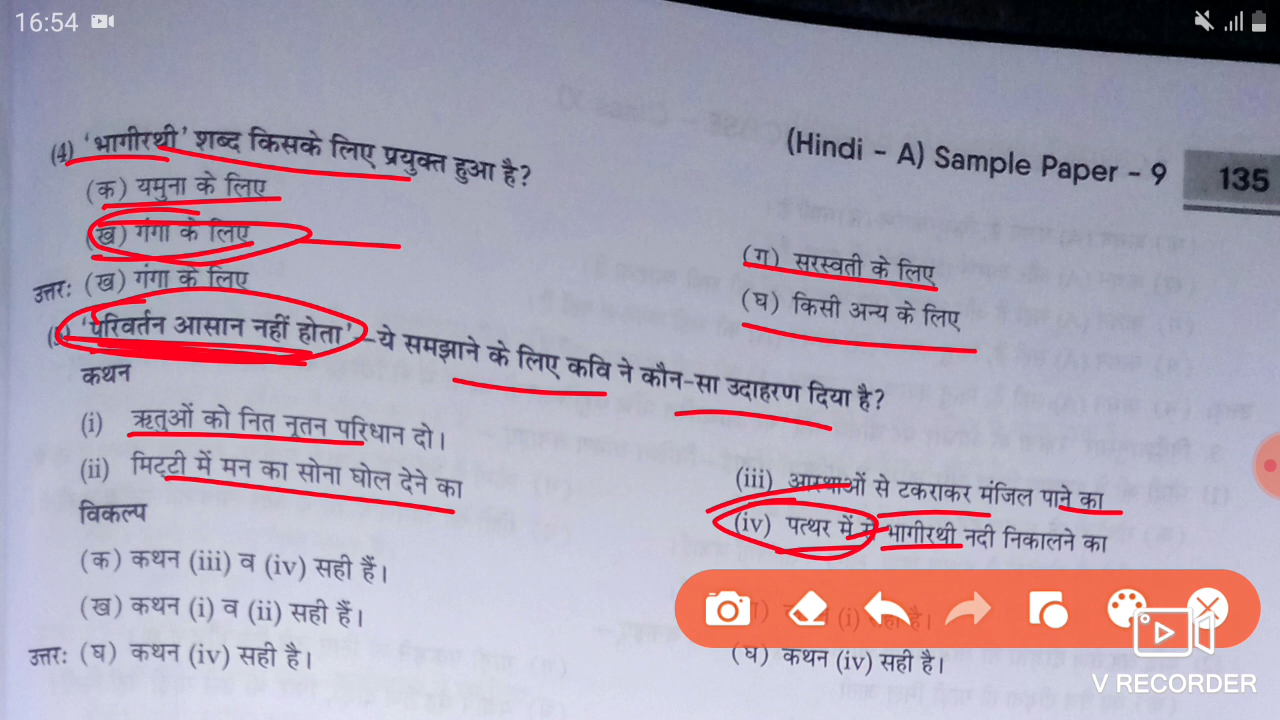 16:54
(Hindi - A) Sample Paper - 9 135
(4) 'भागीरथी' शब्द किसके लिए प्रयुक्त हुआ है?
(क) यमुना के लिए
(ख) गंगा के लिए
(ग) सरस्वती के लिए
(घ) किसी अन्य के लिए
उत्तर: (ख) गंगा के लिए
'परिवर्तन आसान नहीं होता'-ये समझाने के लिए कवि ने कौन-सा उदाहरण दिया है?
कथन
(i) ऋतुओं को नित नूतन परिधान दो।
(ii) मिट्टी में मन का सोना घोल देने का
(iii) आस्थाओं से टकराकर मंजिल पाने का
(iv) पत्थर में से भागीरथी नदी निकालने का
विकल्प
(क) कथन (iii) व (iv) सही हैं।
(ख) कथन (i) व (ii) सही हैं।
(i) सही है।
(घ) कथन (iv) सही है।
उत्तर: (घ) कथन (iv) सही है।
V RECORDER